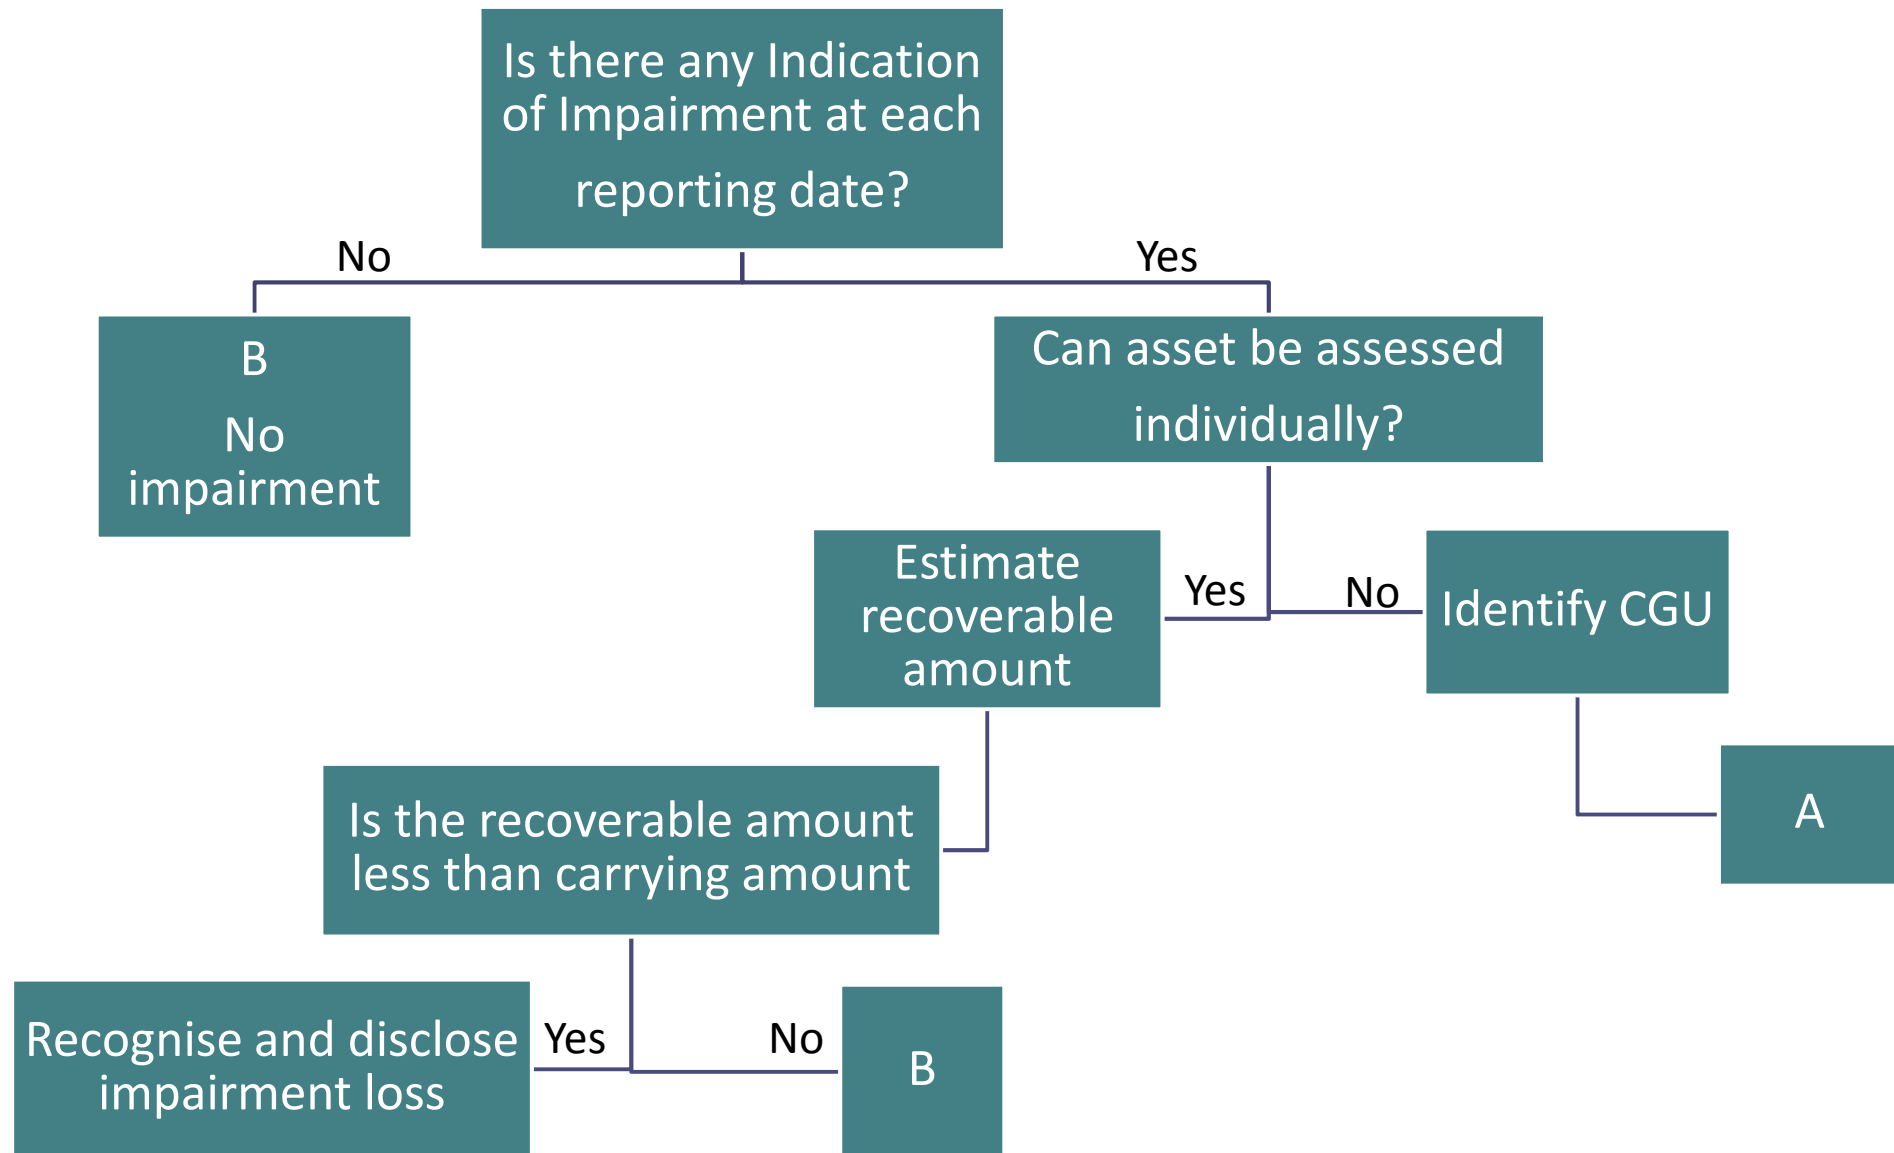 Is there any Indication
of Impairment at each
reporting date?
No
Yes
B
No
impairment
Can asset be assessed
individually?
Estimate
recoverable
amount
Yes
No
Identify CGU
Is the recoverable amount
less than carrying amount
A
Recognise and disclose
impairment loss
Yes
No
B